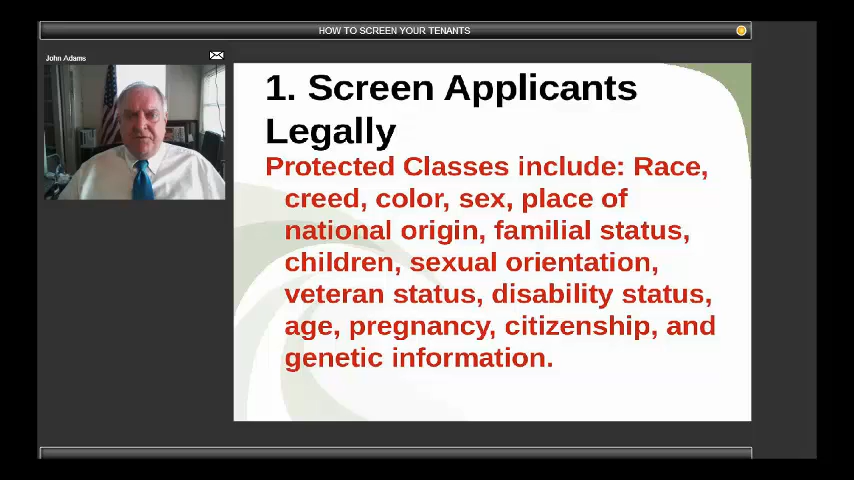 HOW TO SCREEN YOUR TENANTS
John Adams
1. Screen Applicants
Legally
Protected Classes include: Race,
creed, color, sex, place of
national origin, familial status,
children, sexual orientation,
veteran status, disability status,
age, pregnancy, citizenship, and
genetic information.